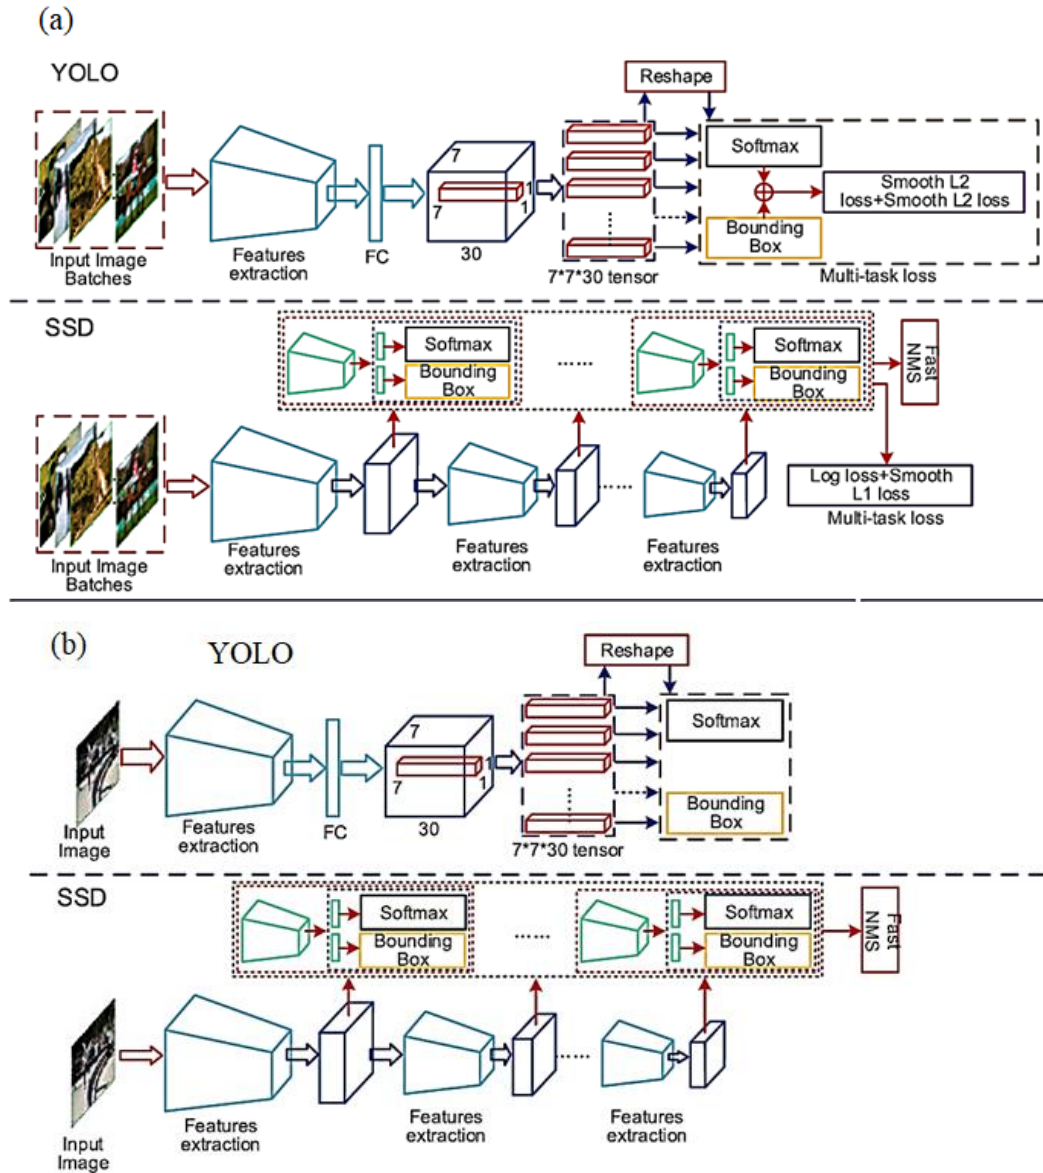 (a)
YOLO
Reshape
7
7
1
1
30
Softmax
Smooth L2
loss+Smooth L2 loss
Bounding
Box
Input Image
Batches
Features
extraction
FC
7*7*30 tensor
Multi-task loss
SSD
Softmax
Bounding
Box
......
Softmax
Bounding
Box
Fast
NMS
......
Log loss+Smooth
L1 loss
Multi-task loss
Input Image
Batches
Features
extraction
Features
extraction
Features
extraction
(b)
YOLO
Reshape
7
7
1
1
30
Softmax
Bounding
Box
Input
Image
Features
extraction
FC
7*7*30 tensor
SSD
Softmax
Bounding
Box
......
Softmax
Bounding
Box
Fast
NMS
......
Input
Image
Features
extraction
Features
extraction
Features
extraction